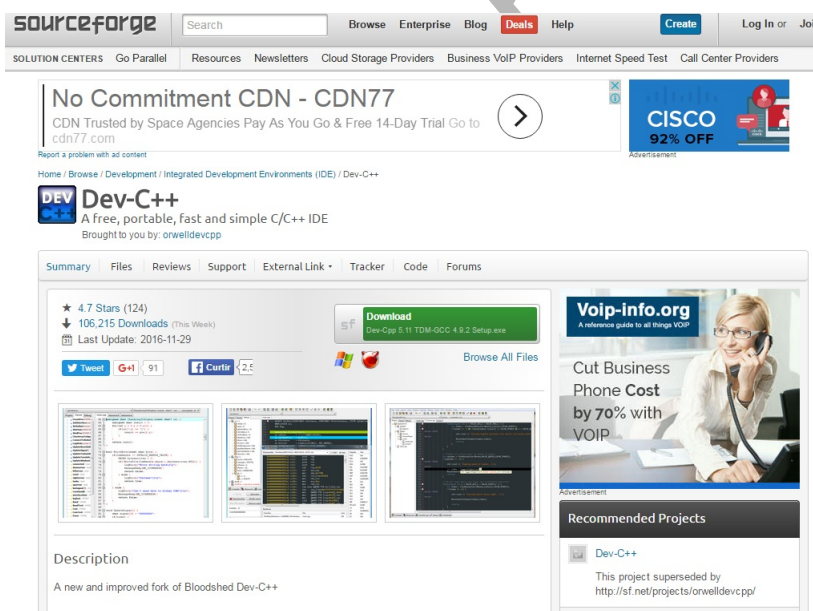 sourceforge
Search
Browse Enterprise Blog Deals Help
Create
Log In or Joi
SOLUTION CENTERS Go Parallel Resources Newsletters Cloud Storage Providers Business VoIP Providers Internet Speed Test Call Center Providers
No Commitment CDN - CDN77
CDN Trusted by Space Agencies Pay As You Go & Free 14-Day Trial Go to
cdn77.com
CISCO
92% OFF
Report a problem with ad content
Advertisement
Home / Browse / Development / Integrated Development Environments (IDE) / Dev-C++
DEV
C++
Dev-C++
A free, portable, fast and simple C/C++ IDE
Brought to you by: orwelldevcpp
Summary Files Reviews Support External Link Tracker Code Forums
4.7 Stars (124)
106,215 Downloads (This Week)
Last Update: 2016-11-29
Tweet G+1 91 Curtir 2,5
sf
Download
Dev-Cpp 5.11 TDM-GCC 4.9.2 Setup.exe
Browse All Files
Voip-info.org
A reference guide to all things VOIP
Cut Business
Phone Cost
by 70% with
VOIP
Advertisement
Description
A new and improved fork of Bloodshed Dev-C++
Recommended Projects
Dev-C++
This project superseded by
http://sf.net/projects/orwelldevcpp/